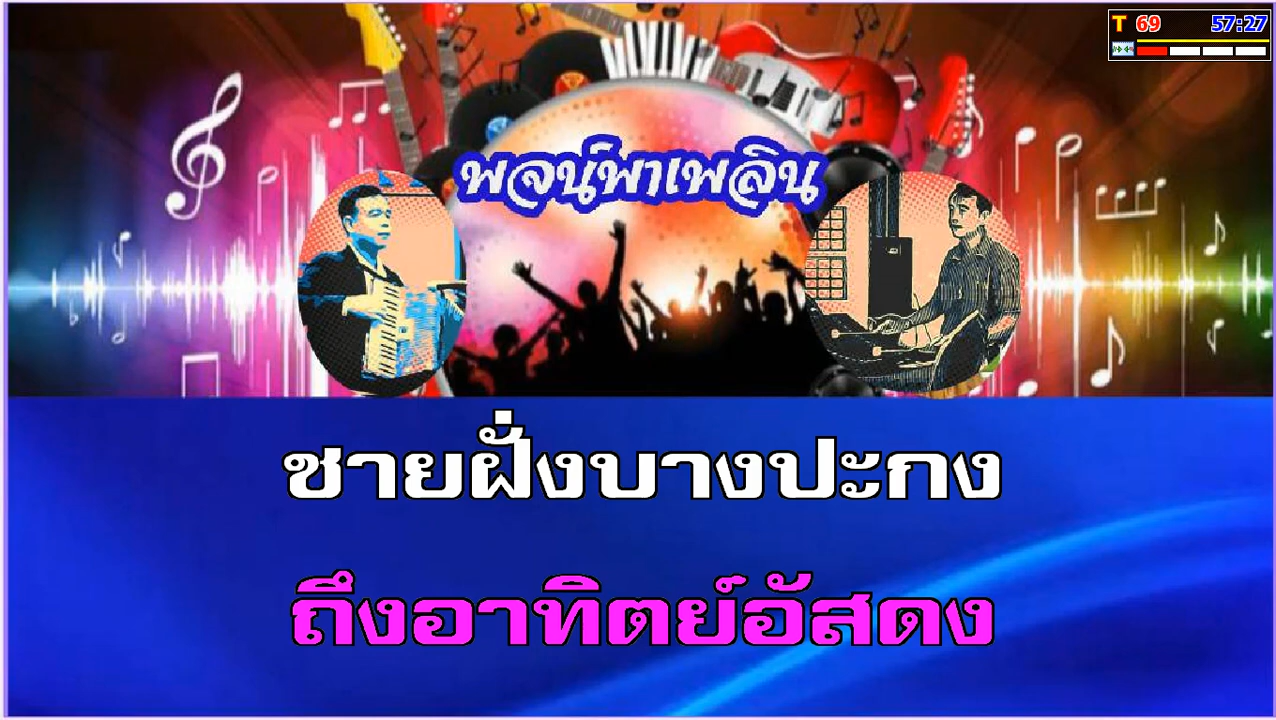 T 69 57:27
พจน์พาเพลิน
ชายฝั่งบางปะกง
ถึงอาทิตย์อัสดง